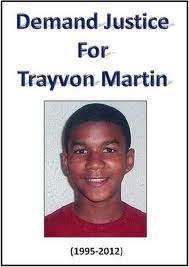 Demand Justice
For
Trayvon Martin
(1995-2012)